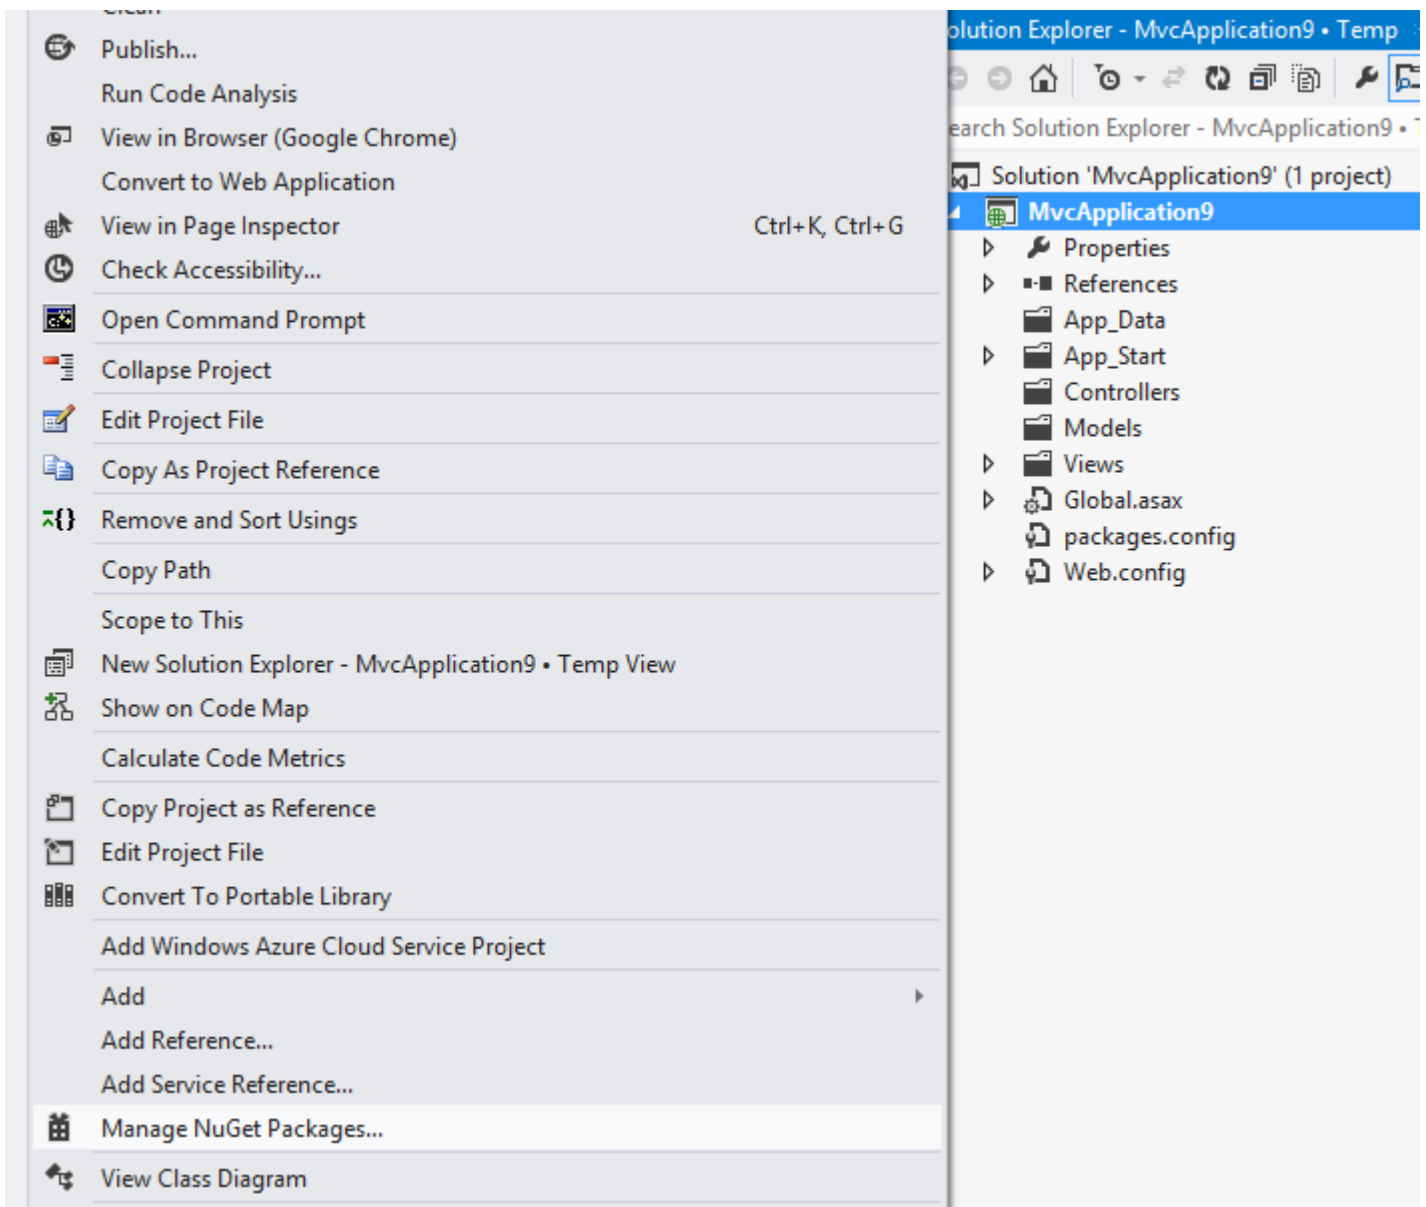 Clean
Publish...
Run Code Analysis
View in Browser (Google Chrome)
Convert to Web Application
View in Page Inspector Ctrl+K, Ctrl+G
Check Accessibility...
Open Command Prompt
Collapse Project
Edit Project File
Copy As Project Reference
Remove and Sort Usings
Copy Path
Scope to This
New Solution Explorer - MvcApplication9 • Temp View
Show on Code Map
Calculate Code Metrics
Copy Project as Reference
Edit Project File
Convert To Portable Library
Add Windows Azure Cloud Service Project
Add
Add Reference...
Add Service Reference...
Manage NuGet Packages...
View Class Diagram
olution Explorer - MvcApplication9 • Temp
earch Solution Explorer - MvcApplication9 •
Solution 'MvcApplication9' (1 project)
MvcApplication9
Properties
References
App_Data
App_Start
Controllers
Models
Views
Global.asax
packages.config
Web.config